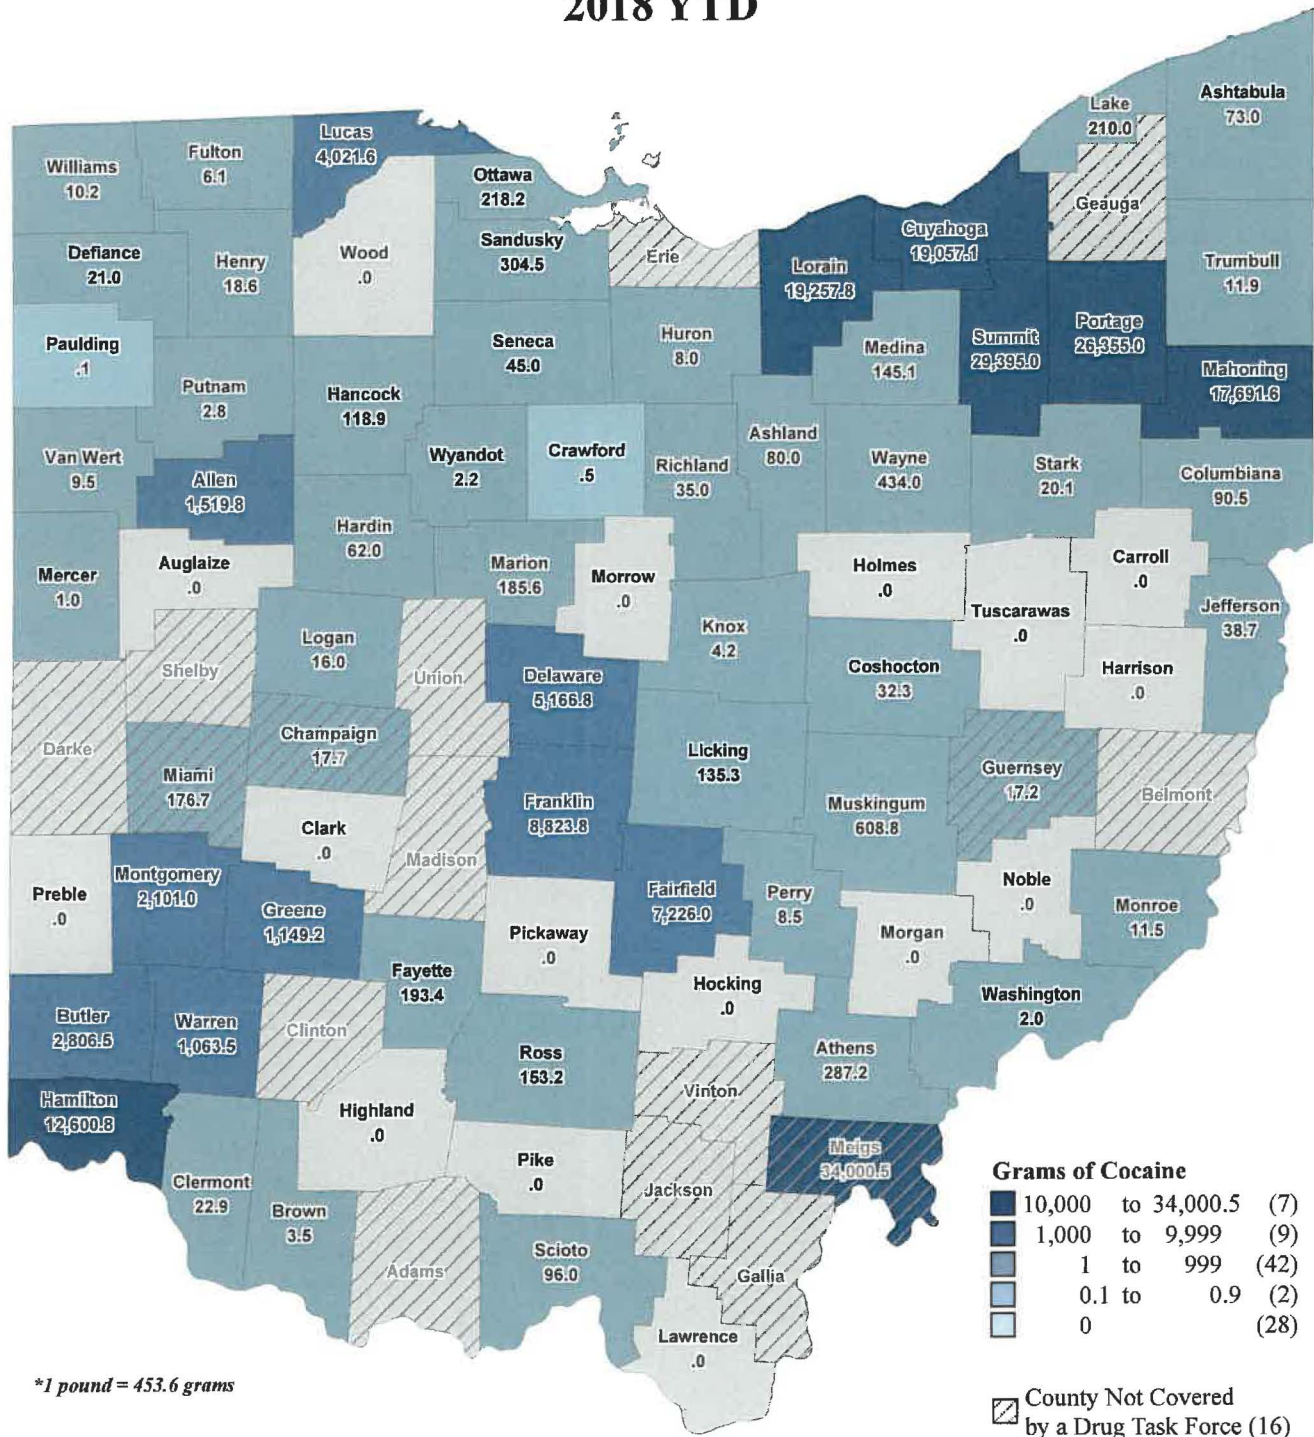 2018 YTD
Lake
210.0
Ashtabula
73.0
Williams
10.2
Fulton
6.1
Lucas
4,021.6
Ottawa
218.2
Geauga
Defiance
21.0
Henry
18.6
Wood
.0
Sandusky
304.5
Erie
Lorain
19,257.8
Cuyahoga
19,057.1
Trumbull
11.9
Paulding
.1
Putnam
2.8
Hancock
118.9
Seneca
45.0
Huron
8.0
Medina
145.1
Summit
29,395.0
Portage
26,355.0
Mahoning
17,691.6
Van Wert
9.5
Allen
1,519.8
Wyandot
2.2
Crawford
.5
Richland
35.0
Ashland
80.0
Wayne
434.0
Stark
20.1
Columbiana
90.5
Mercer
1.0
Auglaize
.0
Hardin
62.0
Marion
185.6
Morrow
.0
Holmes
.0
Tuscarawas
.0
Carroll
.0
Jefferson
38.7
Shelby
Logan
16.0
Union
Delaware
5,166.8
Knox
4.2
Coshocton
32.3
Harrison
.0
Darke
Miami
176.7
Champaign
17.7
Licking
135.3
Guernsey
17.2
Belmont
Clark
.0
Madison
Franklin
8,823.8
Muskingum
608.8
Preble
.0
Montgomery
2,101.0
Greene
1,149.2
Fairfield
7,226.0
Perry
8.5
Noble
.0
Monroe
11.5
Pickaway
.0
Morgan
.0
Fayette
193.4
Hocking
.0
Washington
2.0
Butler
2,806.5
Warren
1,063.5
Clinton
Ross
153.2
Athens
287.2
Hamilton
12,600.8
Highland
.0
Vinton
Meigs
34,000.5
Clermont
22.9
Brown
3.5
Pike
.0
Jackson
Adams
Scioto
96.0
Gallia
Lawrence
.0
Grams of Cocaine
10,000 to 34,000.5 (7)
1,000 to 9,999 (9)
1 to 999 (42)
0.1 to 0.9 (2)
0 (28)
County Not Covered
by a Drug Task Force (16)
*1 pound = 453.6 grams